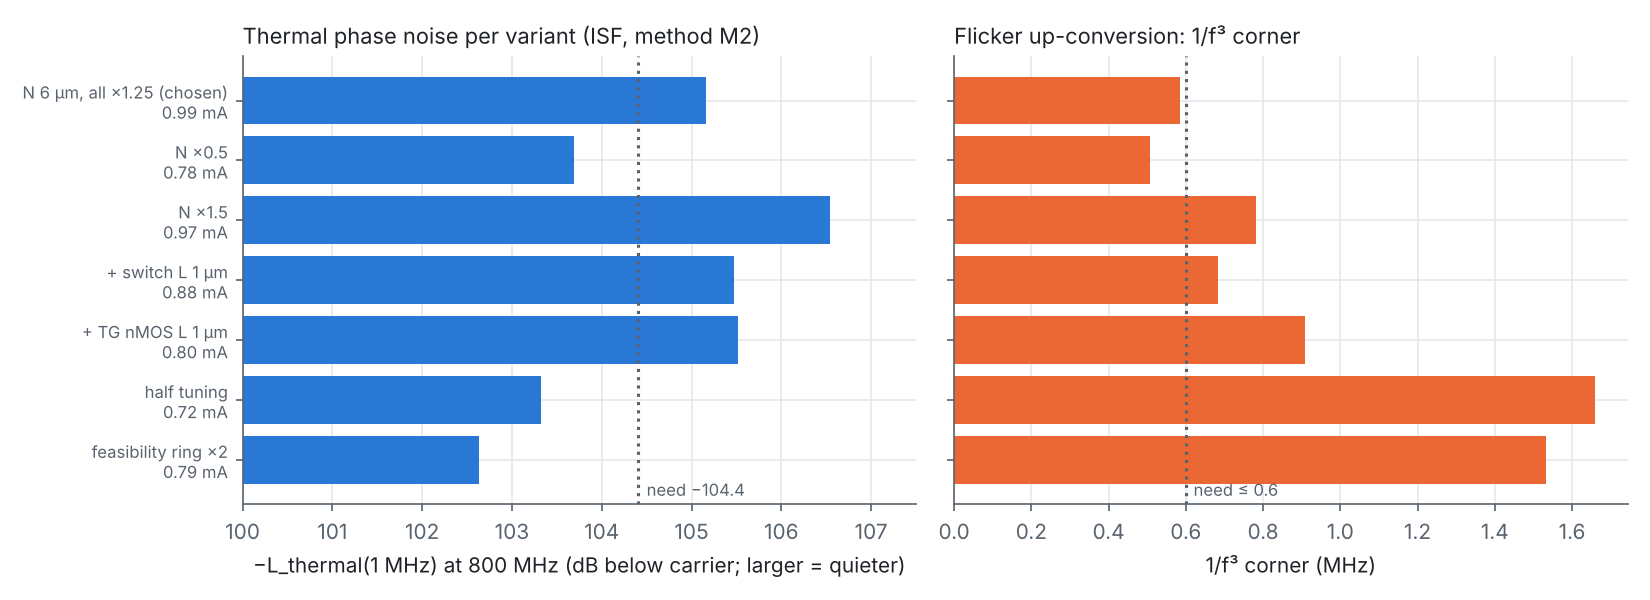 Thermal phase noise per variant (ISF, method M2)
N 6 µm, all ×1.25 (chosen)
0.99 mA
N ×0.5
0.78 mA
N ×1.5
0.97 mA
+ switch L 1 µm
0.88 mA
+ TG nMOS L 1 µm
0.80 mA
half tuning
0.72 mA
feasibility ring ×2
0.79 mA
need −104.4
100 101 102 103 104 105 106 107
−L_thermal(1 MHz) at 800 MHz (dB below carrier; larger = quieter)
Flicker up-conversion: 1/f³ corner
need ≤ 0.6
0.0 0.2 0.4 0.6 0.8 1.0 1.2 1.4 1.6
1/f³ corner (MHz)